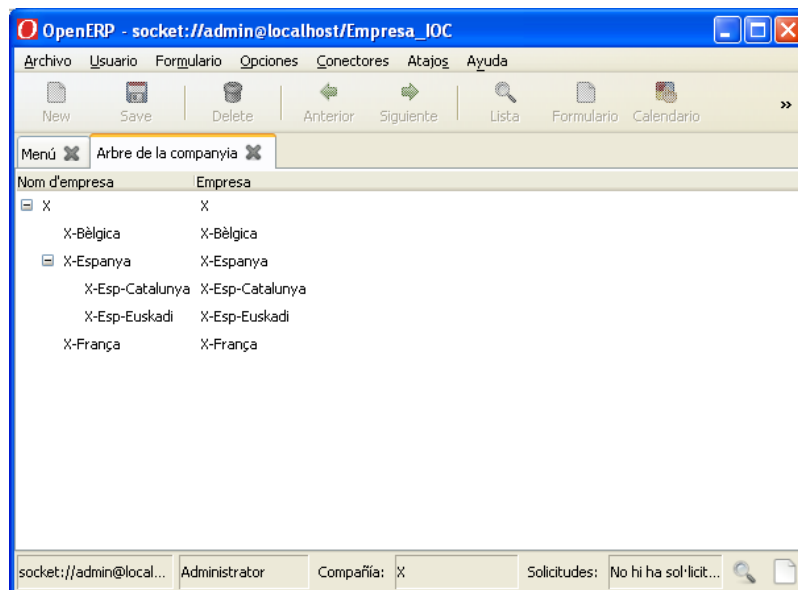 OpenERP - socket://admin@localhost/Empresa_IOC
Archivo Usuario Formulario Opciones Conectores Atajos Ayuda
New Save Delete Anterior Siguiente Lista Formulario Calendario »
Menú Arbre de la companyia
Nom d'empresa Empresa
X X
X-Bèlgica X-Bèlgica
X-Espanya X-Espanya
X-Esp-Catalunya X-Esp-Catalunya
X-Esp-Euskadi X-Esp-Euskadi
X-França X-França
socket://admin@local... Administrator Compañía: X Solicitudes: No hi ha sol·licit...